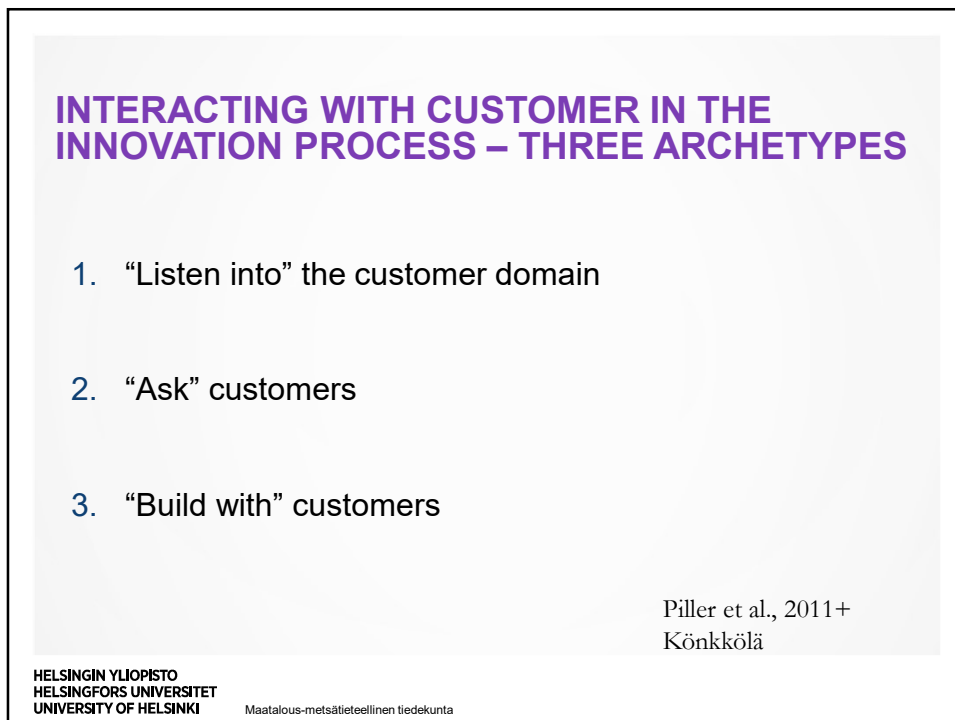 INTERACTING WITH CUSTOMER IN THE
INNOVATION PROCESS – THREE ARCHETYPES
1. “Listen into” the customer domain
2. “Ask” customers
3. “Build with” customers
Piller et al., 2011+
Könkkölä
HELSINGIN YLIOPISTO
HELSINGFORS UNIVERSITET
UNIVERSITY OF HELSINKI
Maatalous-metsätieteellinen tiedekunta